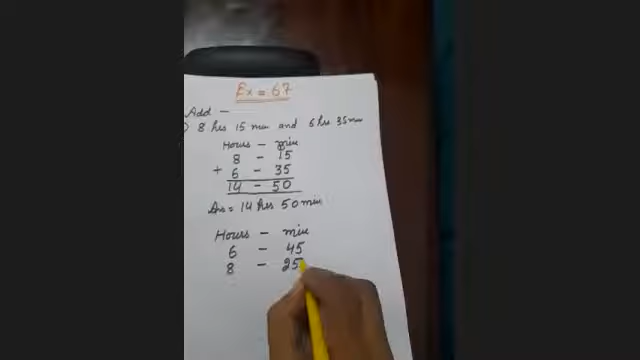 Ex = 67
Add -
) 8 hrs 15 min and 6 hrs 35 min
Hours - min
8 - 15
+ 6 - 35
14 - 50
Ans = 14 hrs 50 min
Hours - min
6 - 45
8 - 25